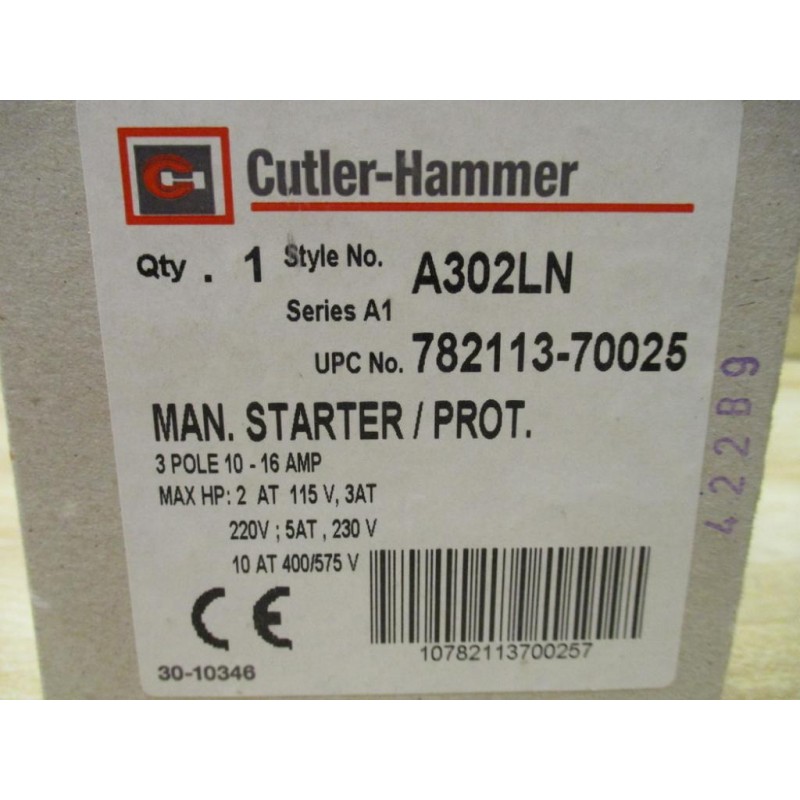 Cutler-Hammer
Qty . 1 Style No. A302LN
Series A1
UPC No. 782113-70025
MAN. STARTER / PROT.
3 POLE 10 - 16 AMP
MAX HP: 2 AT 115 V, 3AT
220V ; 5AT , 230 V
10 AT 400/575 V
CE
10782113700257
30-10346
42289